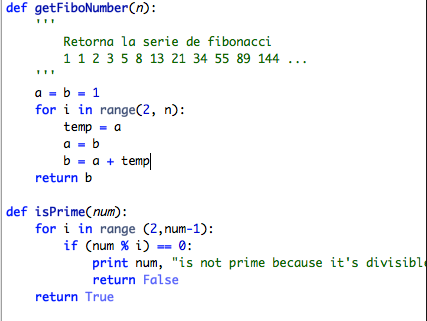 def getFiboNumber(n):
    '''
        Retorna la serie de fibonacci
        1 1 2 3 5 8 13 21 34 55 89 144 ...
    '''
    a = b = 1
    for i in range(2, n):
        temp = a
        a = b
        b = a + temp
    return b
def isPrime(num):
    for i in range (2,num-1):
        if (num % i) == 0:
            print num, "is not prime because it's
            return False
    return True